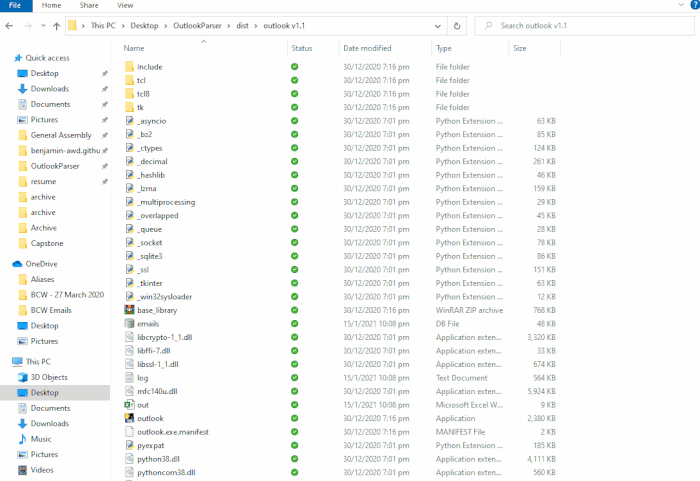 File Home Share View
This PC > Desktop > OutlookParser > dist > outlook v1.1 Search outlook v1.1
Name Status Date modified Type Size
Quick access
Desktop
Downloads
Documents
Pictures
General Assembly
benjamin-awd.githu
OutlookParser
resume
archive
archive
Archive
Capstone
OneDrive
Aliases
BCW - 27 March 2020
BCW Emails
Desktop
Pictures
This PC
3D Objects
Desktop
Documents
Downloads
Music
Pictures
Videos
Include 30/12/2020 7:16 pm File folder
tcl 30/12/2020 7:16 pm File folder
tcl8 30/12/2020 7:16 pm File folder
tk 30/12/2020 7:16 pm File folder
_asyncio 30/12/2020 7:01 pm Python Extension ... 63 KB
_bz2 30/12/2020 7:01 pm Python Extension ... 85 KB
_ctypes 30/12/2020 7:01 pm Python Extension ... 124 KB
_decimal 30/12/2020 7:01 pm Python Extension ... 261 KB
_hashlib 30/12/2020 7:01 pm Python Extension ... 46 KB
_lzma 30/12/2020 7:01 pm Python Extension ... 159 KB
_multiprocessing 30/12/2020 7:01 pm Python Extension ... 29 KB
_overlapped 30/12/2020 7:01 pm Python Extension ... 45 KB
_queue 30/12/2020 7:01 pm Python Extension ... 28 KB
_socket 30/12/2020 7:01 pm Python Extension ... 78 KB
_sqlite3 30/12/2020 7:01 pm Python Extension ... 86 KB
_ssl 30/12/2020 7:01 pm Python Extension ... 151 KB
_tkinter 30/12/2020 7:01 pm Python Extension ... 63 KB
_win32sysloader 30/12/2020 7:01 pm Python Extension ... 12 KB
base_library 30/12/2020 7:16 pm WinRAR ZIP archive 768 KB
emails 15/1/2021 10:08 pm DB File 48 KB
libcrypto-1_1.dll 30/12/2020 7:01 pm Application exten... 3,320 KB
libffi-7.dll 30/12/2020 7:01 pm Application exten... 33 KB
libssl-1_1.dll 30/12/2020 7:01 pm Application exten... 674 KB
log 15/1/2021 10:08 pm Text Document 564 KB
mfc140u.dll 30/12/2020 7:01 pm Application exten... 5,924 KB
out 15/1/2021 10:08 pm Microsoft Excel W... 9 KB
outlook 30/12/2020 7:16 pm Application 2,380 KB
outlook.exe.manifest 30/12/2020 7:16 pm MANIFEST File 2 KB
pyexpat 30/12/2020 7:01 pm Python Extension ... 185 KB
python38.dll 30/12/2020 7:01 pm Application exten... 4,111 KB
pythoncom38.dll 30/12/2020 7:01 pm Application exten... 560 KB